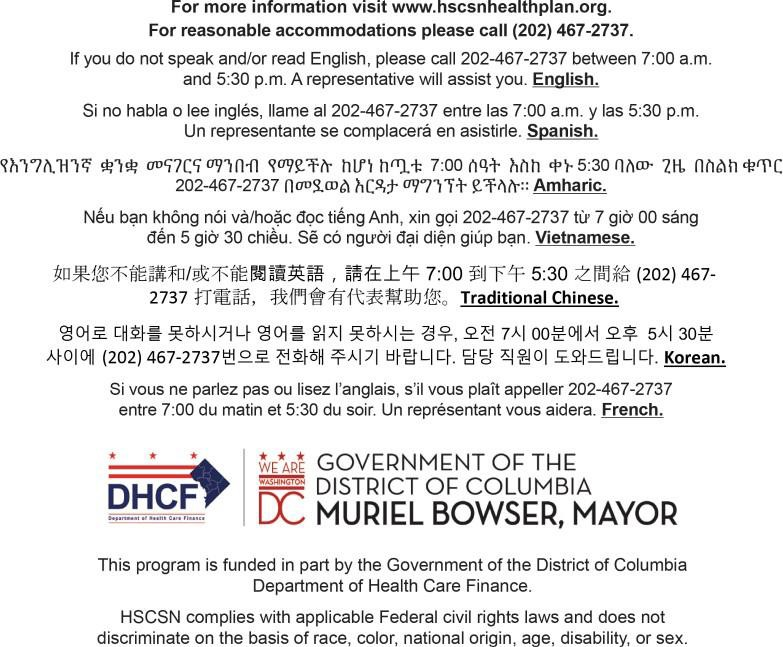 For more information visit www.hscsnhealthplan.org.
For reasonable accommodations please call (202) 467-2737.
If you do not speak and/or read English, please call 202-467-2737 between 7:00 a.m.
and 5:30 p.m. A representative will assist you. English.
Si no habla o lee inglés, llame al 202-467-2737 entre las 7:00 a.m. y las 5:30 p.m.
Un representante se complacerá en asistirle. Spanish.
የእንግሊዝንኛ ቋንቋ መናገርና ማንበብ የማይችሉ ከሆነ ከጧቱ 7:00 ሰዓት እስከ ቀኑ 5:30 ባለው ጊዜ በስልክ ቁጥር
202-467-2737 በመደወል እርዳታ ማግንኘት ይችላሉ፡፡ Amharic.
Nếu bạn không nói và/hoặc đọc tiếng Anh, xin gọi 202-467-2737 từ 7 giờ 00 sáng
đến 5 giờ 30 chiều. Sẽ có người đại diện giúp bạn. Vietnamese.
如果您不能講和/或不能閱讀英語，請在上午 7:00 到下午 5:30 之間給 (202) 467-
2737 打電話，我們會有代表幫助您。Traditional Chinese.
영어로 대화를 못하시거나 영어를 읽지 못하시는 경우, 오전 7시 00분에서 오후 5시 30분
사이에 (202) 467-2737번으로 전화해 주시기 바랍니다. 담당 직원이 도와드립니다. Korean.
Si vous ne parlez pas ou lisez l’anglais, s’il vous plaît appeller 202-467-2737
entre 7:00 du matin et 5:30 du soir. Un représentant vous aidera. French.
DHCF
Department of Health Care Finance
WE ARE
WASHINGTON
DC
GOVERNMENT OF THE
DISTRICT OF COLUMBIA
MURIEL BOWSER, MAYOR
This program is funded in part by the Government of the District of Columbia
Department of Health Care Finance.
HSCSN complies with applicable Federal civil rights laws and does not
discriminate on the basis of race, color, national origin, age, disability, or sex.